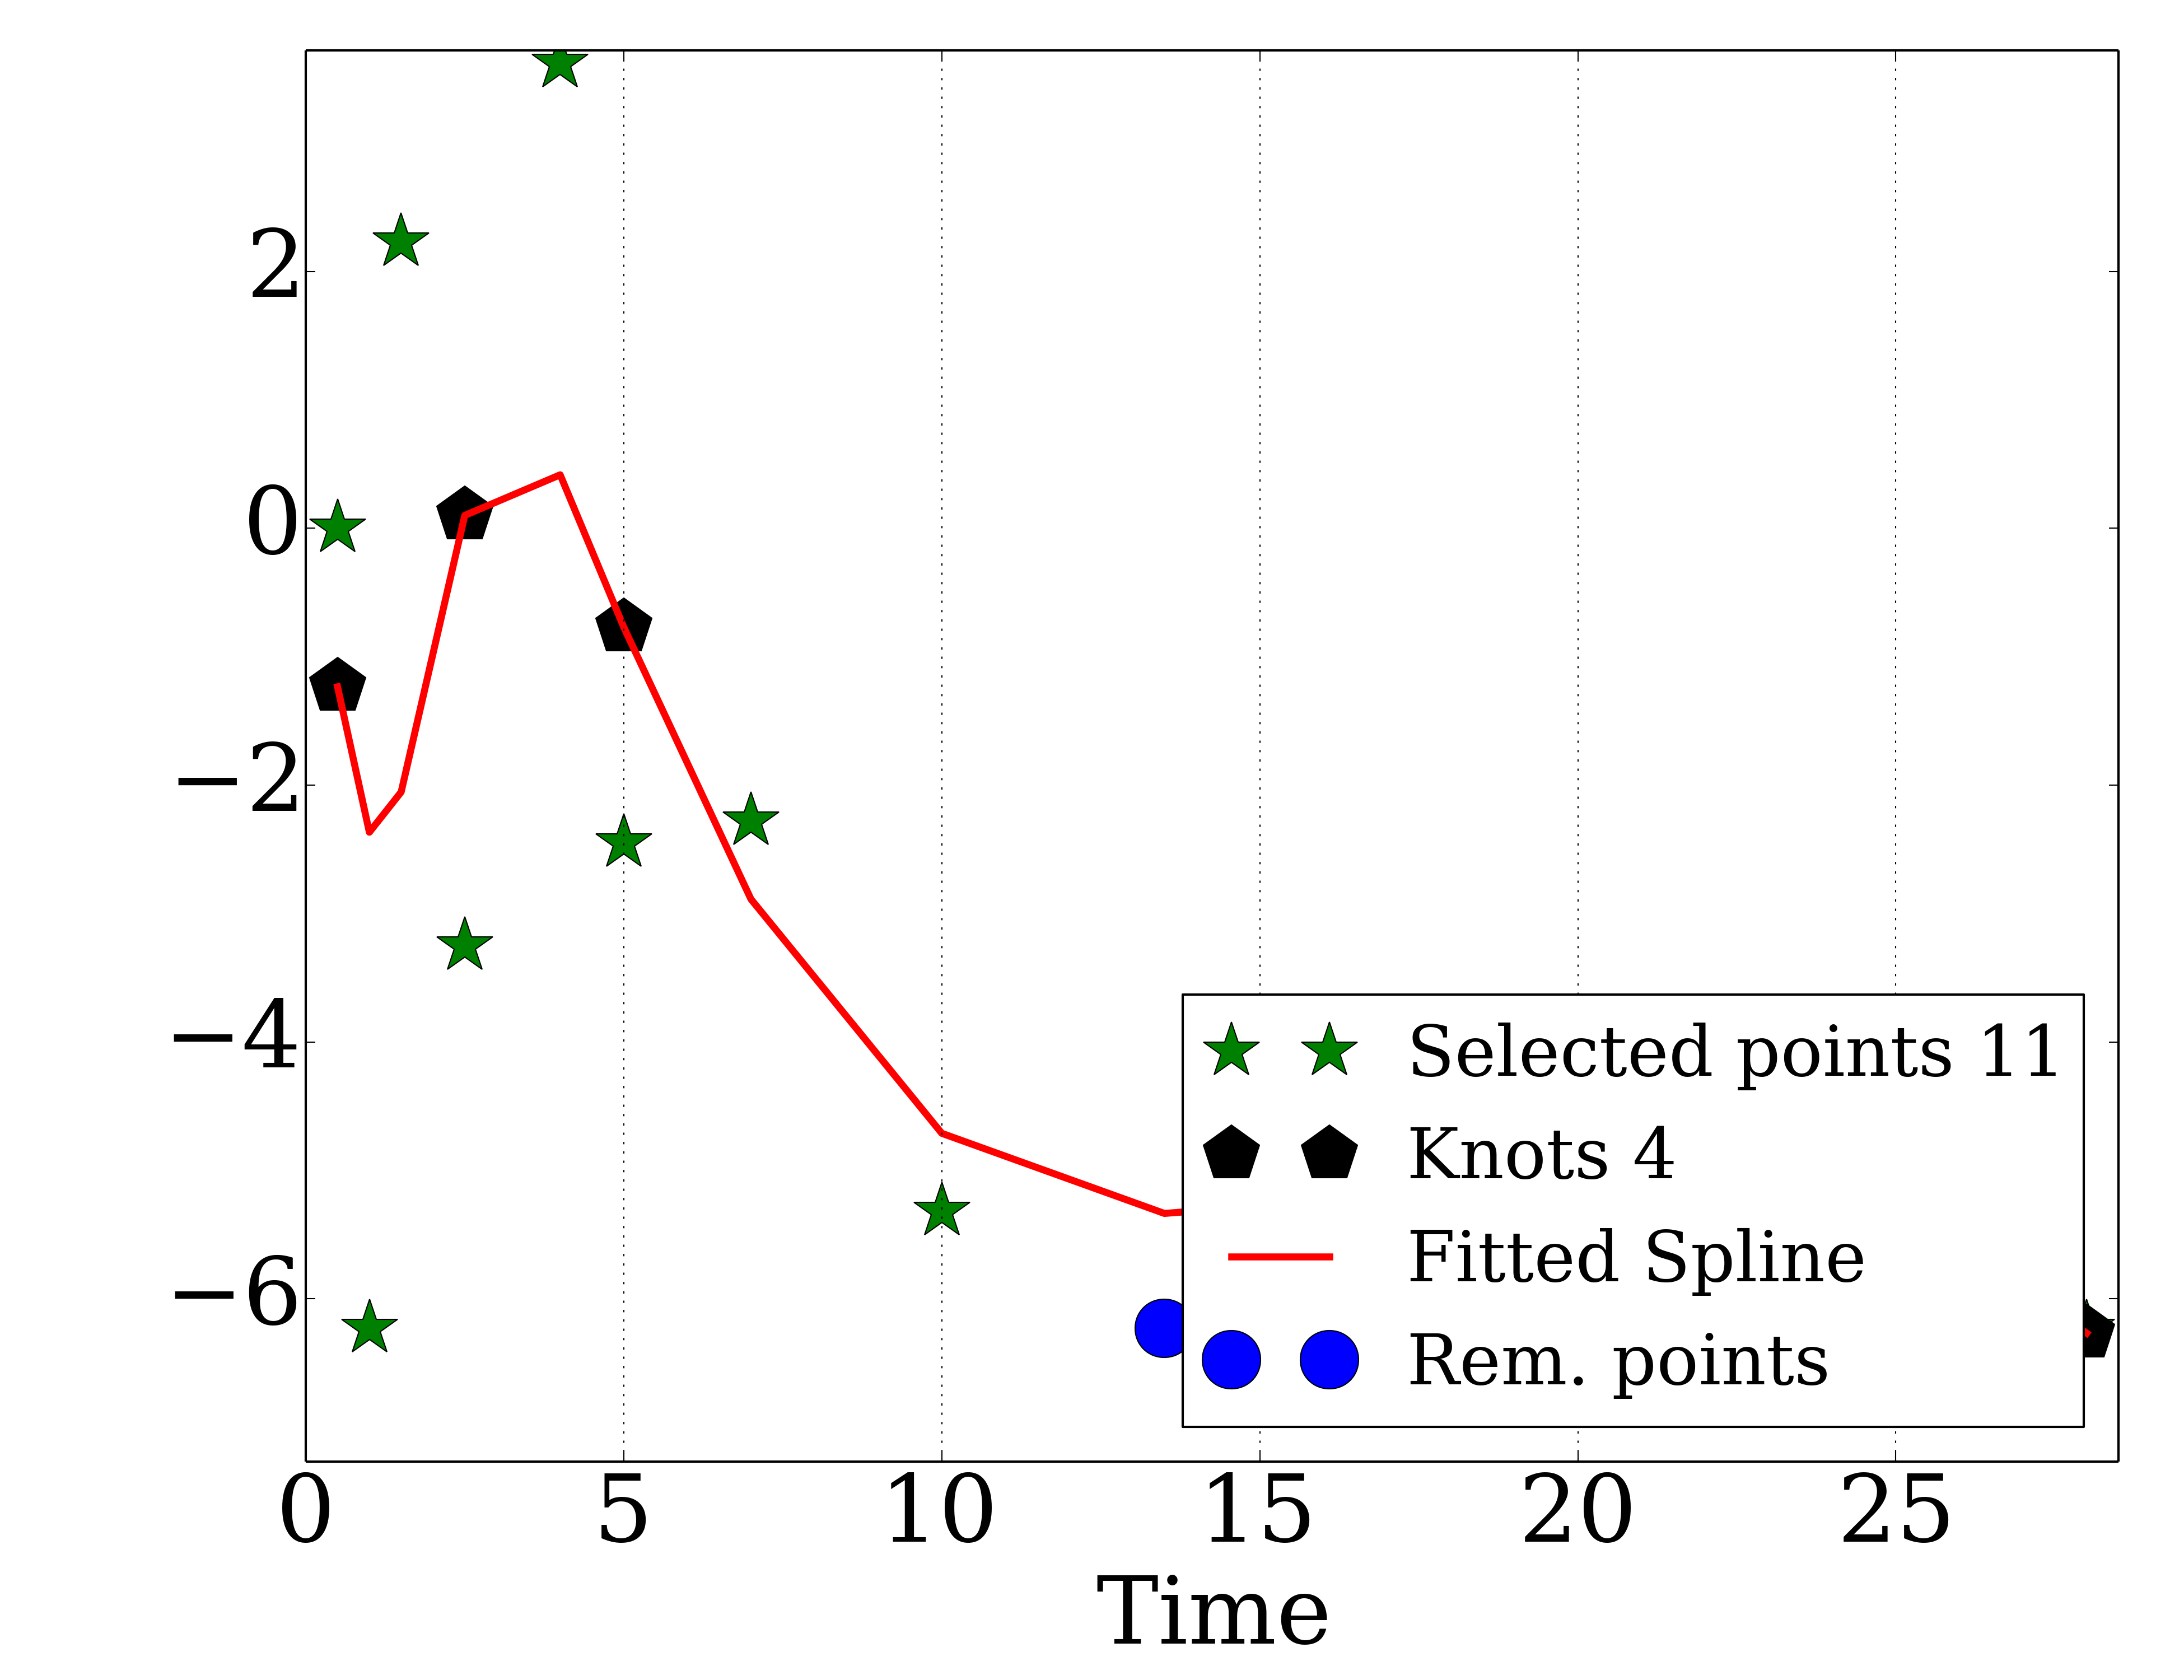 2
0
−2
−4
−6
Selected points 11
Knots 4
Fitted Spline
Rem. points
0 5 10 15 20 25
Time